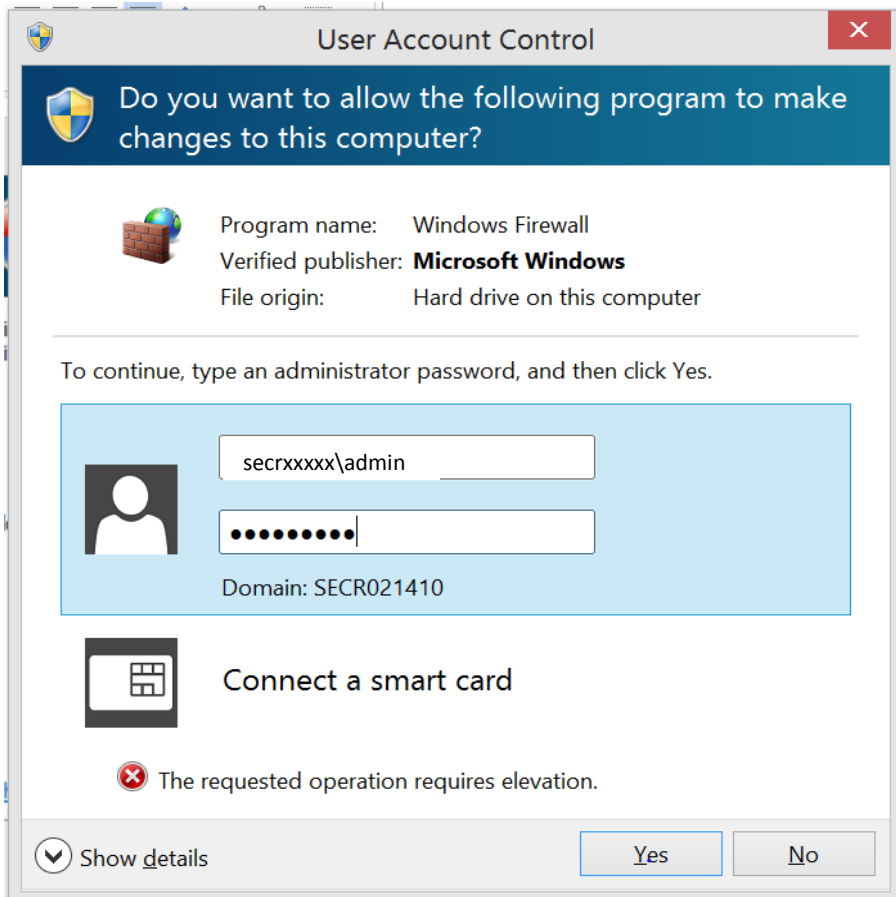 User Account Control
Do you want to allow the following program to make
changes to this computer?
Program name: Windows Firewall
Verified publisher: Microsoft Windows
File origin: Hard drive on this computer
To continue, type an administrator password, and then click Yes.
secrxxxxx\admin
●●●●●●●●●
Domain: SECR021410
Connect a smart card
The requested operation requires elevation.
Show details
Yes
No